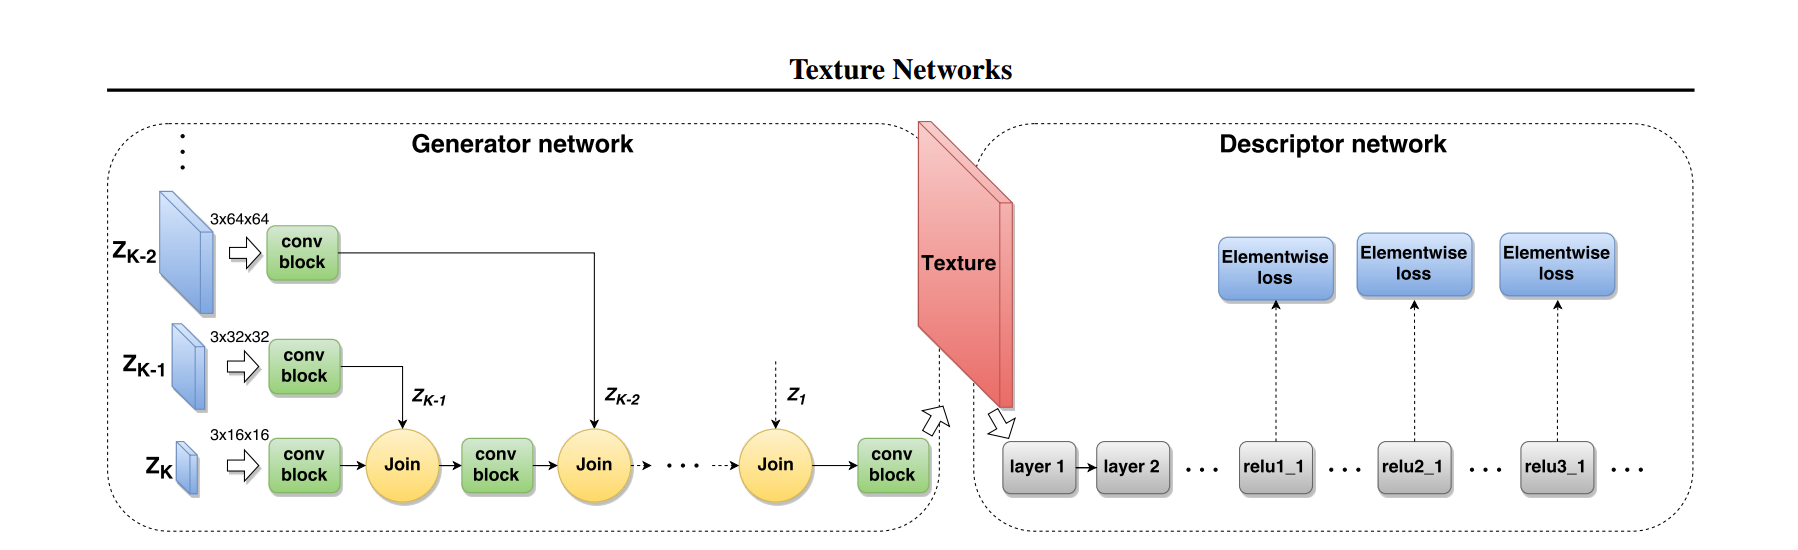 Texture Networks
Generator network
Descriptor network
3x64x64
Z_{K-2}
conv
block
3x32x32
Z_{K-1}
conv
block
Z_{K-1}
Z_{K-2}
Z_1
3x16x16
Z_K
conv
block
Join
conv
block
Join
...
Join
conv
block
Texture
Elementwise
loss
Elementwise
loss
Elementwise
loss
layer 1
layer 2
...
relu1_1
...
relu2_1
...
relu3_1
...